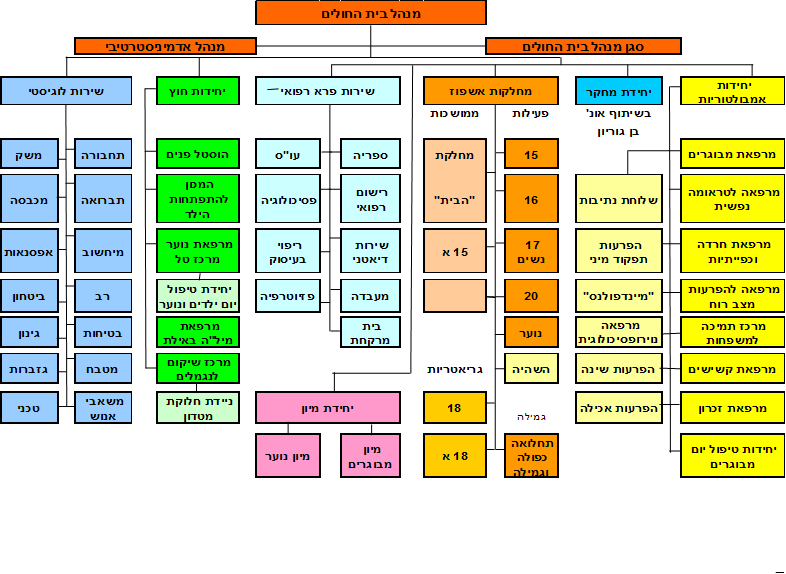 מנהל בית החולים
סגן מנהל בית החולים
מנהל אדמיניסטרטיבי
יחידות
אמבולטוריות
יחידת מחקר
מחלקות אשפוז
שירות פרא רפואי
יחידות חוץ
שירות לוגיסטי
בשיתוף אונ'
בן גוריון
פעילות
ממושכות
מרפאת מבוגרים
15
מחלקת
ספריה
עו"ס
הוסטל פנים
תחבורה
משק
מרפאה לטראומה
נפשית
שלוחת נתיבות
16
"הבית"
רישום
רפואי
פסיכולוגיה
המכון
להתפתחות
הילד
תברואה
מכבסה
מרפאת חרדה
וכפייתיות
הפרעות
תפקוד מיני
17
נשים
15 א
שירות
דיאטני
ריפוי
בעיסוק
מרפאת נוער
מרכז טל
מיחשוב
אפסנאות
מרפאה להפרעות
מצב רוח
"מיינדפולנס"
20
מעבדה
פזיוטרפיה
יחידת טיפול
יום ילדים ונוער
רב
ביטחון
מרכז תמיכה
למשפחות
מרפאה
נוירופסיכולוגית
נוער
בית
מרקחת
מרפאת
מיל"ה באילת
בטיחות
גינון
מרפאת קשישים
הפרעות שינה
השהיה
גריאטריות
מרכז שיקום
לנגמלים
מטבח
גזברות
מרפאת זכרון
הפרעות אכילה
גמילה
18
יחידת מיון
ניידת חלוקת
מטדון
משאבי
אנוש
טכני
יחידות טיפול יום
מבוגרים
תחלואה
כפולה
וגמילה
18 א
מיון
מבוגרים
מיון נוער